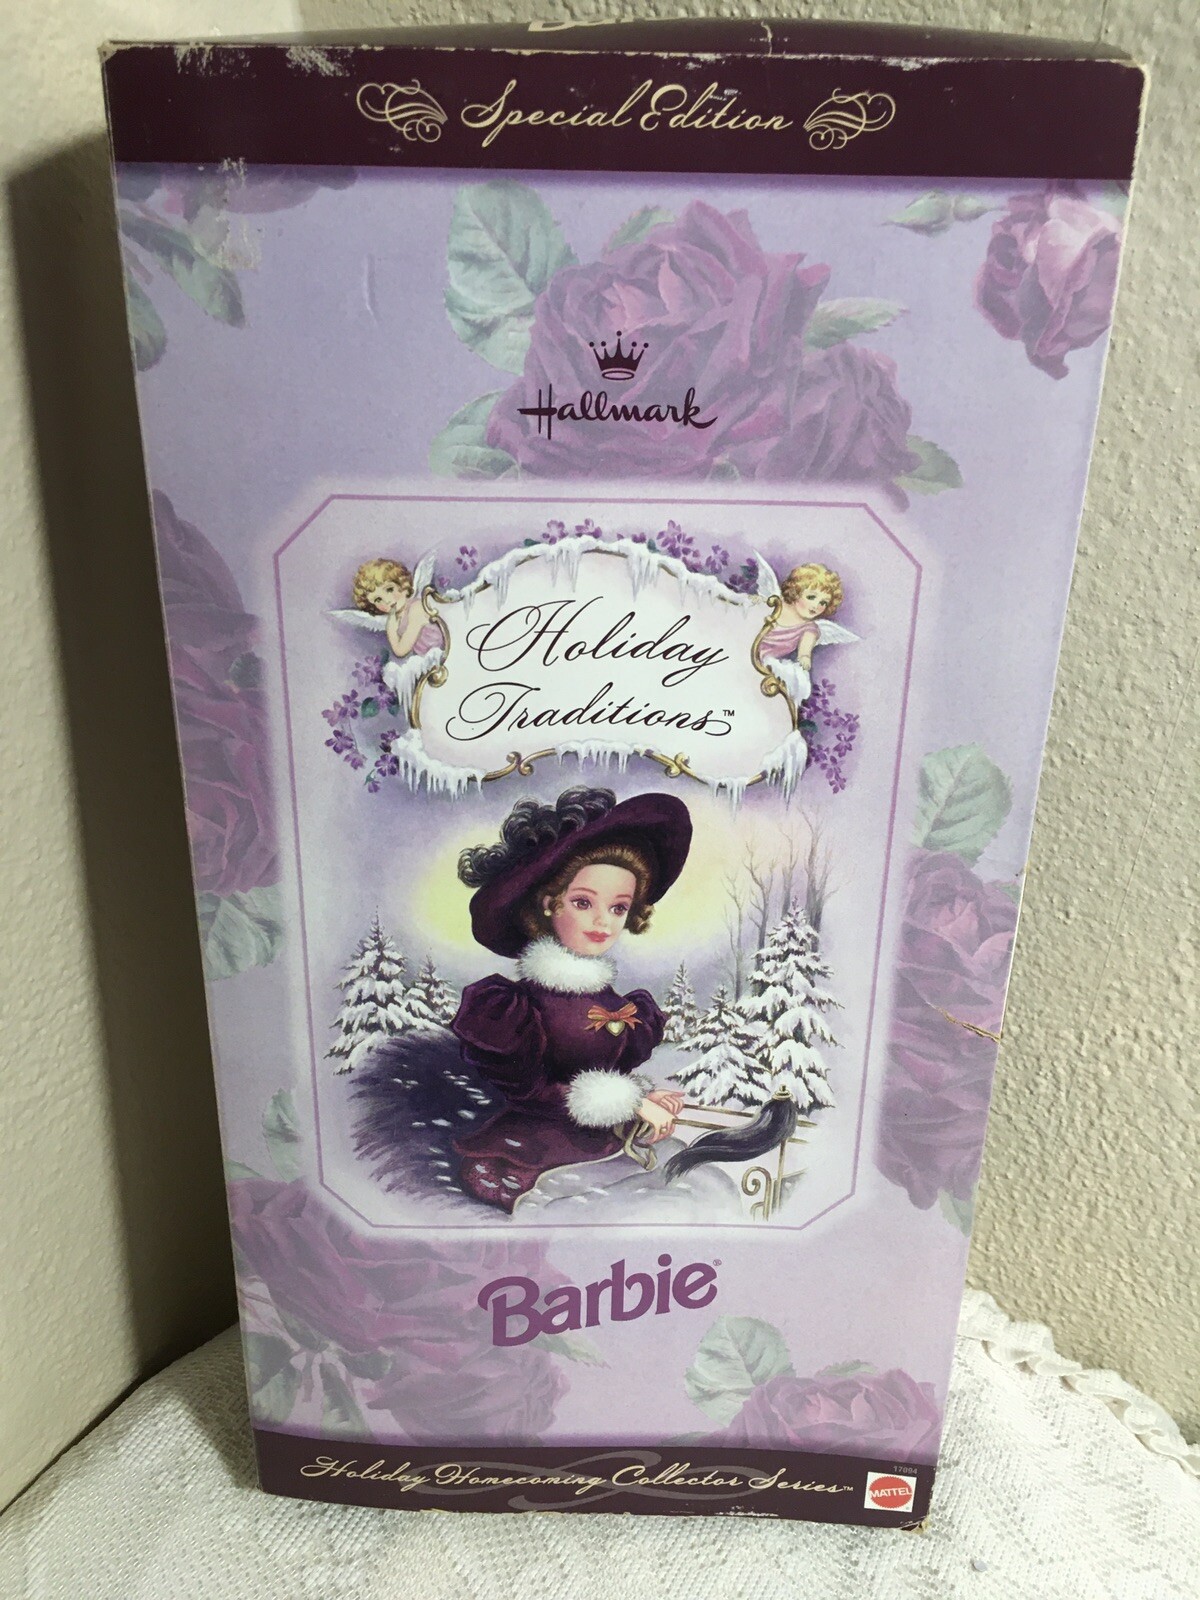 Special Edition
Hallmark
Holiday
Traditions™
Barbie®
Holiday Homecoming Collector Series™
17094
MATTEL